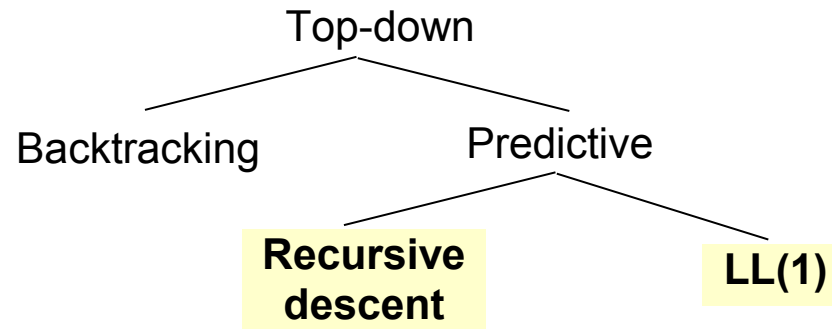 Top-down
Backtracking
Predictive
Recursive
descent
LL(1)